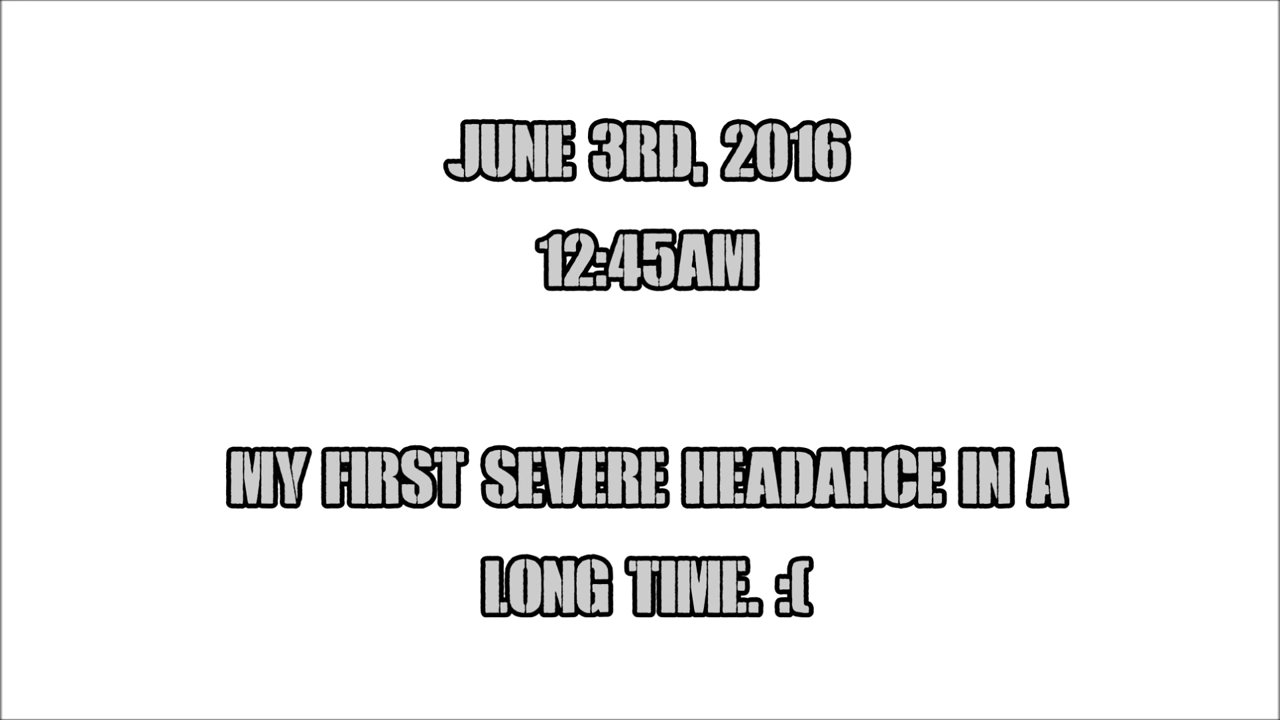 JUNE 3RD, 2016
12:45AM
MY FIRST SEVERE HEADAHCE IN A
LONG TIME. :(